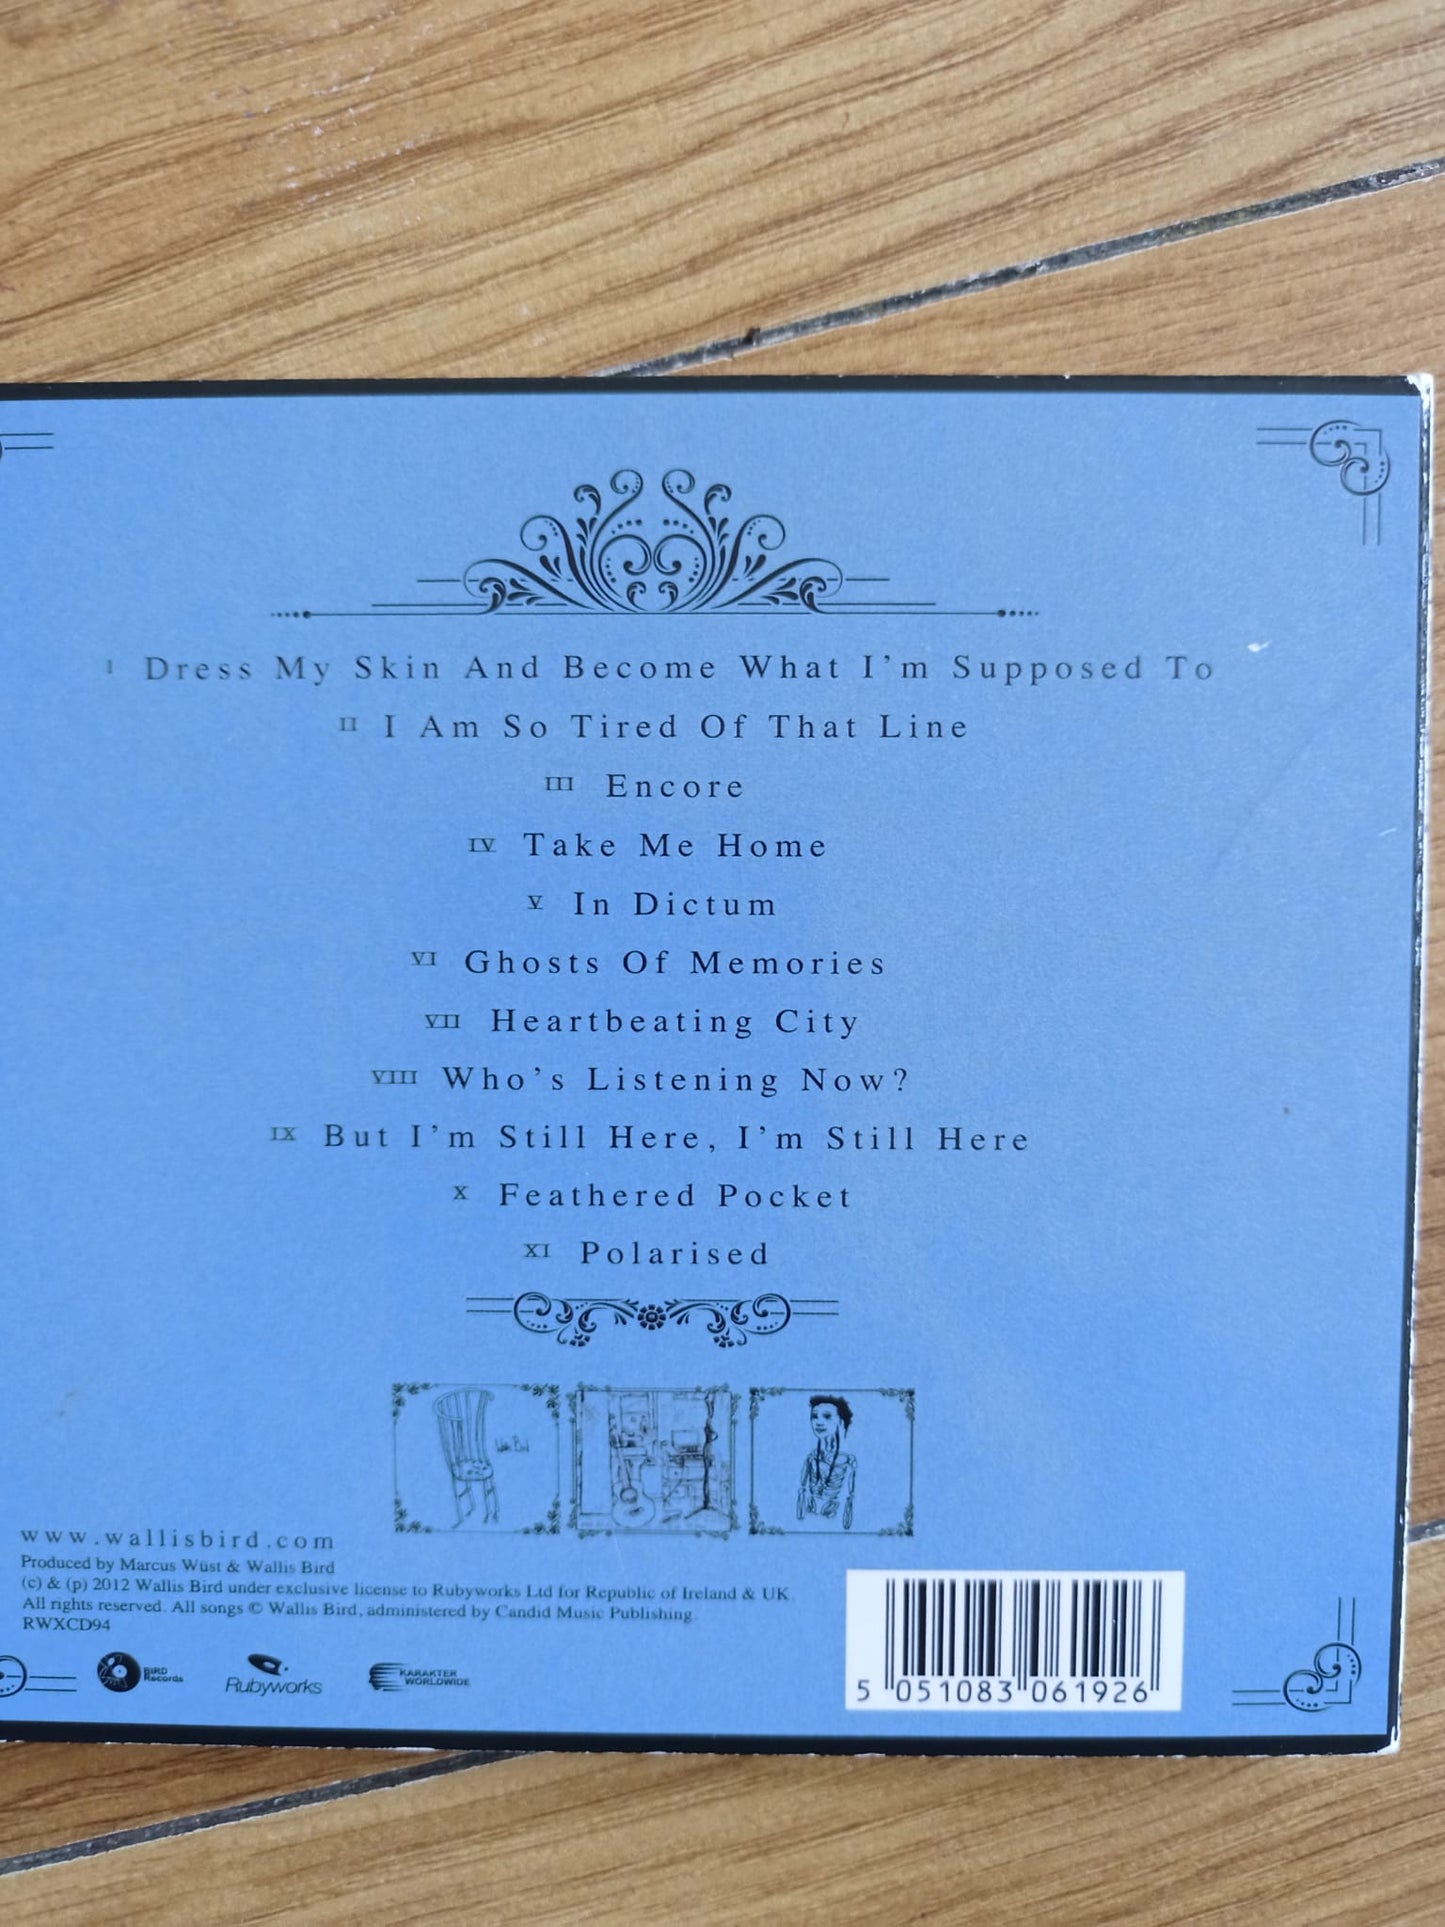 I Dress My Skin And Become What I'm Supposed To
II I Am So Tired Of That Line
III Encore
IV Take Me Home
V In Dictum
VI Ghosts Of Memories
VII Heartbeating City
VIII Who's Listening Now?
IX But I'm Still Here, I'm Still Here
X Feathered Pocket
XI Polarised
www.wallisbird.com
Produced by Marcus Wüst & Wallis Bird
(c) & (p) 2012 Wallis Bird under exclusive license to Rubyworks Ltd for Republic of Ireland & UK.
All rights reserved. All songs © Wallis Bird, administered by Candid Music Publishing.
RWXCD94
BIRD
Records
Rubyworks
KARAKTER
WORLDWIDE
5 051083 061926